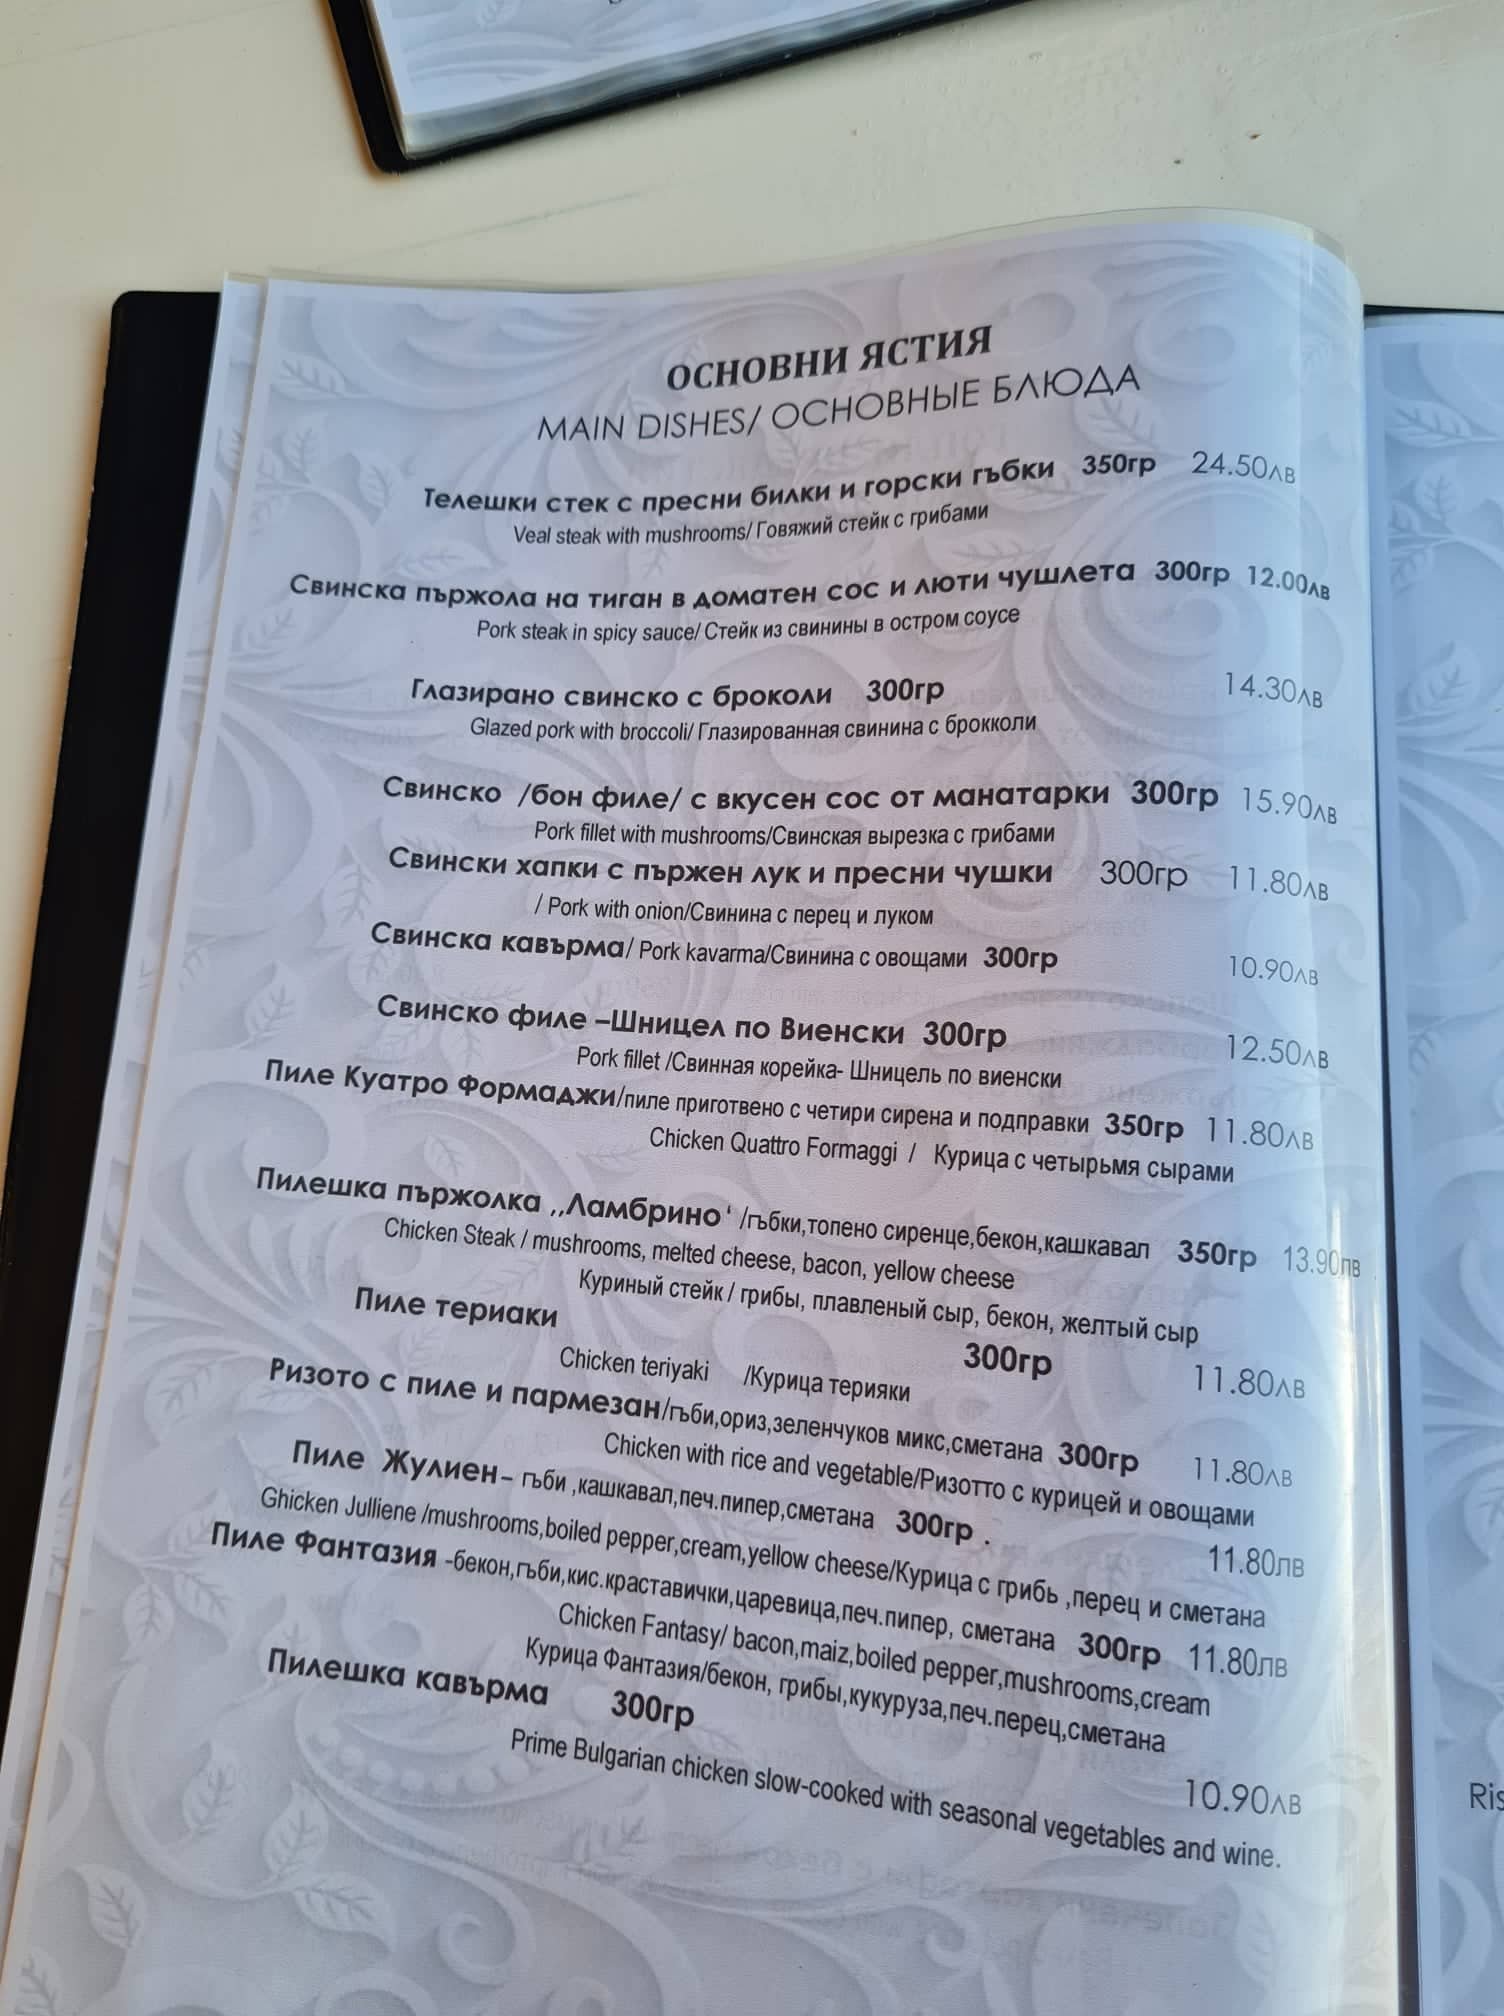 ОСНОВНИ ЯСТИЯ
MAIN DISHES/ ОСНОВНЫЕ БЛЮДА
Телешки стек с пресни билки и горски гъбки 350гр 24.50лв
Veal steak with mushrooms/ Говяжий стейк с грибами
Свинска пържола на тиган в доматен сос и люти чушлета 300гр 12.00лв
Pork steak in spicy sauce/ Стейк из свинины в остром соусе
Глазирано свинско с броколи 300гр 14.30лв
Glazed pork with broccoli/ Глазированная свинина с брокколи
Свинско /бон филе/ с вкусен сос от манатарки 300гр 15.90лв
Pork fillet with mushrooms/Свинская вырезка с грибами
Свински хапки с пържен лук и пресни чушки 300гр 11.80лв
/ Pork with onion/Свинина с перец и луком
Свинска кавърма/ Pork kavarma/Свинина с овощами 300гр 10.90лв
Свинско филе –Шницел по Виенски 300гр 12.50лв
Pork fillet /Свинная корейка- Шницель по виенски
Пиле Куатро Формаджи/пиле приготвено с четири сирена и подправки 350гр 11.80лв
Chicken Quattro Formaggi / Курица с четырьмя сырами
Пилешка пържолка ,,Ламбрино' /гъбки,топено сиренце,бекон,кашкавал 350гр 13.90лв
Chicken Steak / mushrooms, melted cheese, bacon, yellow cheese
Куриный стейк / грибы, плавленый сыр, бекон, желтый сыр
Пиле териаки 300гр 11.80лв
Chicken teriyaki /Курица терияки
Ризото с пиле и пармезан/гъби,ориз,зеленчуков микс,сметана 300гр 11.80лв
Chicken with rice and vegetable/Ризотто с курицей и овощами
Пиле Жулиен– гъби ,кашкавал,печ.пипер,сметана 300гр . 11.80лв
Ghicken Julliene /mushrooms,boiled pepper,cream,yellow cheese/Курица с грибь ,перец и сметана
Пиле Фантазия -бекон,гъби,кис.краставички,царевица,печ.пипер, сметана 300гр 11.80лв
Chicken Fantasy/ bacon,maiz,boiled pepper,mushrooms,cream
Курица Фантазия/бекон, грибы,кукуруза,печ.перец,сметана
Пилешка кавърма 300гр 10.90лв
Prime Bulgarian chicken slow-cooked with seasonal vegetables and wine.
Ris